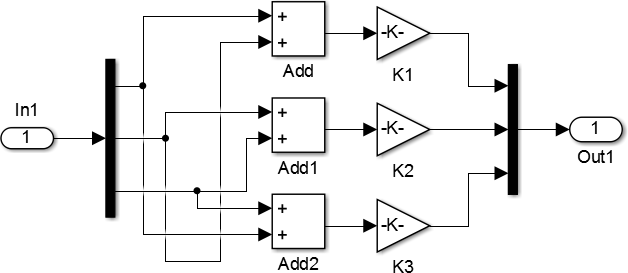 In1
1
+
+
Add
-K-
K1
+
+
Add1
-K-
K2
+
+
Add2
-K-
K3
1
Out1